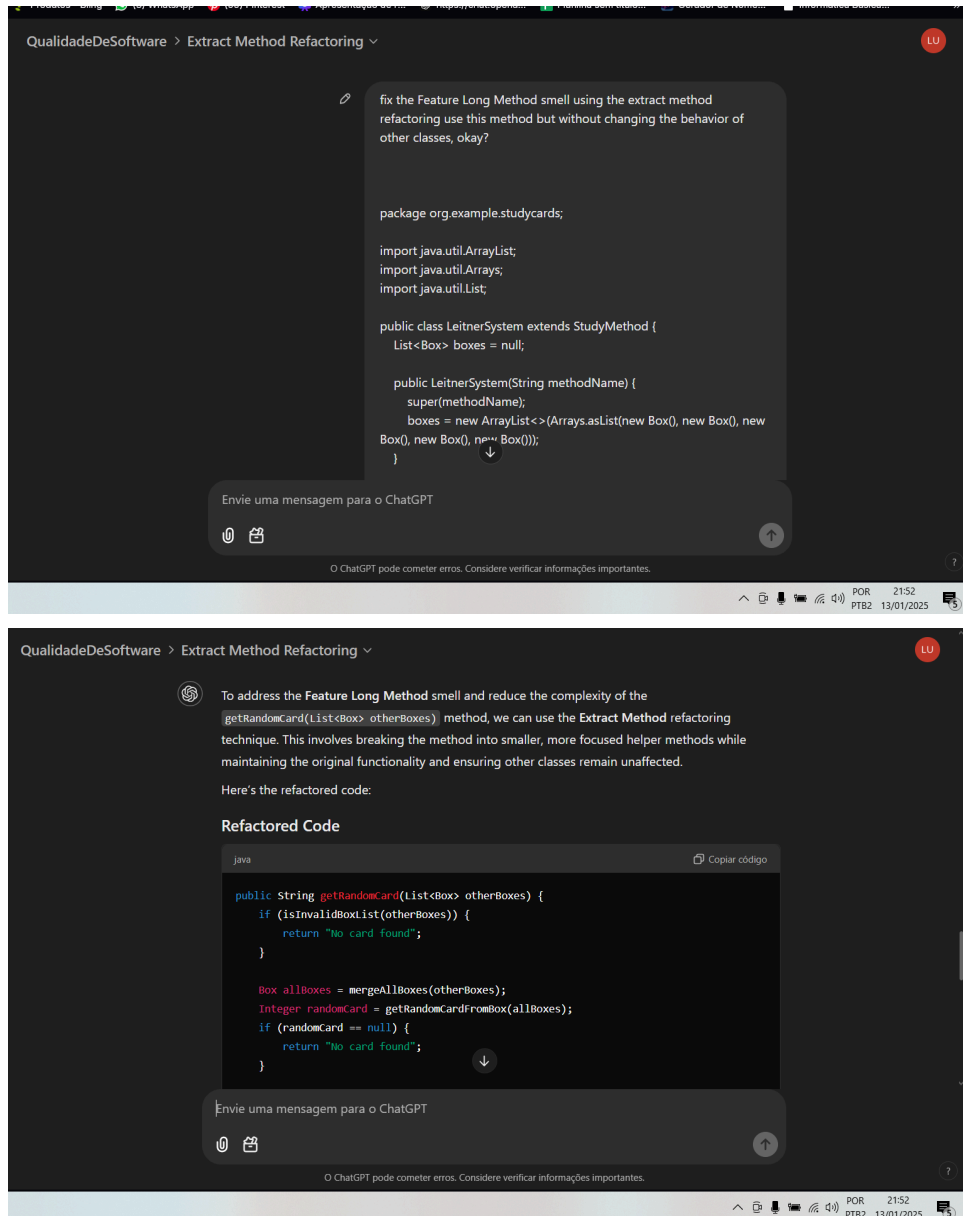 QualidadeDeSoftware > Extract Method Refactoring
LU
fix the Feature Long Method smell using the extract method
refactoring use this method but without changing the behavior of
other classes, okay?
package org.example.studycards;
import java.util.ArrayList;
import java.util.Arrays;
import java.util.List;
public class LeitnerSystem extends StudyMethod {
List<Box> boxes = null;
public LeitnerSystem(String methodName) {
super(methodName);
boxes = new ArrayList<>(Arrays.asList(new Box(), new Box(), new
Box(), new Box(), new Box()));
}
Envie uma mensagem para o ChatGPT
O ChatGPT pode cometer erros. Considere verificar informações importantes.
?
POR 21:52
PTB2 13/01/2025
5
QualidadeDeSoftware > Extract Method Refactoring
LU
To address the Feature Long Method smell and reduce the complexity of the
getRandomCard(List<Box> otherBoxes) method, we can use the Extract Method refactoring
technique. This involves breaking the method into smaller, more focused helper methods while
maintaining the original functionality and ensuring other classes remain unaffected.
Here's the refactored code:
Refactored Code
java Copiar código
public String getRandomCard(List<Box> otherBoxes) {
if (isInvalidBoxList(otherBoxes)) {
return "No card found";
}
Box allBoxes = mergeAllBoxes(otherBoxes);
Integer randomCard = getRandomCardFromBox(allBoxes);
if (randomCard == null) {
return "No card found";
}
Envie uma mensagem para o ChatGPT
O ChatGPT pode cometer erros. Considere verificar informações importantes.
?
POR 21:52
PTB2 13/01/2025